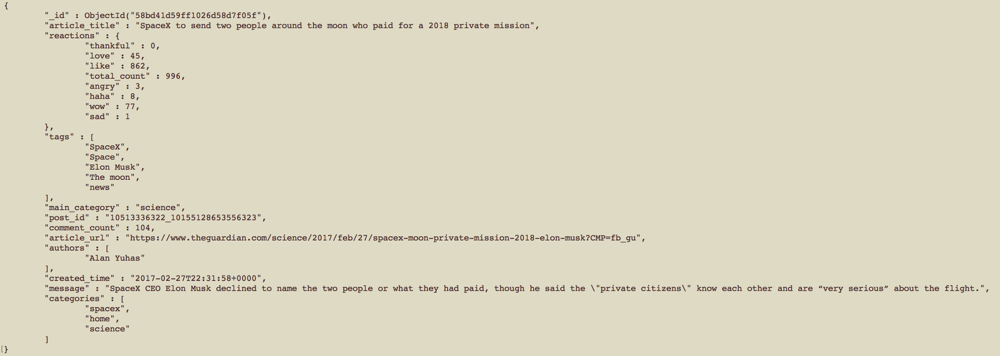 {
"_id" : ObjectId("58bd41d59ff1026d58d7f05f"),
"article_title" : "SpaceX to send two people around the moon who paid for a 2018 private mission",
"reactions" : {
"thankful" : 0,
"love" : 45,
"like" : 862,
"total_count" : 996,
"angry" : 3,
"haha" : 8,
"wow" : 77,
"sad" : 1
},
"tags" : [
"SpaceX",
"Space",
"Elon Musk",
"The moon",
"news"
],
"main_category" : "science",
"post_id" : "10513336322_10155128653556323",
"comment_count" : 104,
"article_url" : "https://www.theguardian.com/science/2017/feb/27/spacex-moon-private-mission-2018-elon-musk?CMP=fb_gu",
"authors" : [
"Alan Yuhas"
],
"created_time" : "2017-02-27T22:31:58+0000",
"message" : "SpaceX CEO Elon Musk declined to name the two people or what they had paid, though he said the \"private citizens\" know each other and are “very serious” about the flight.",
"categories" : [
"spacex",
"home",
"science"
]
[}